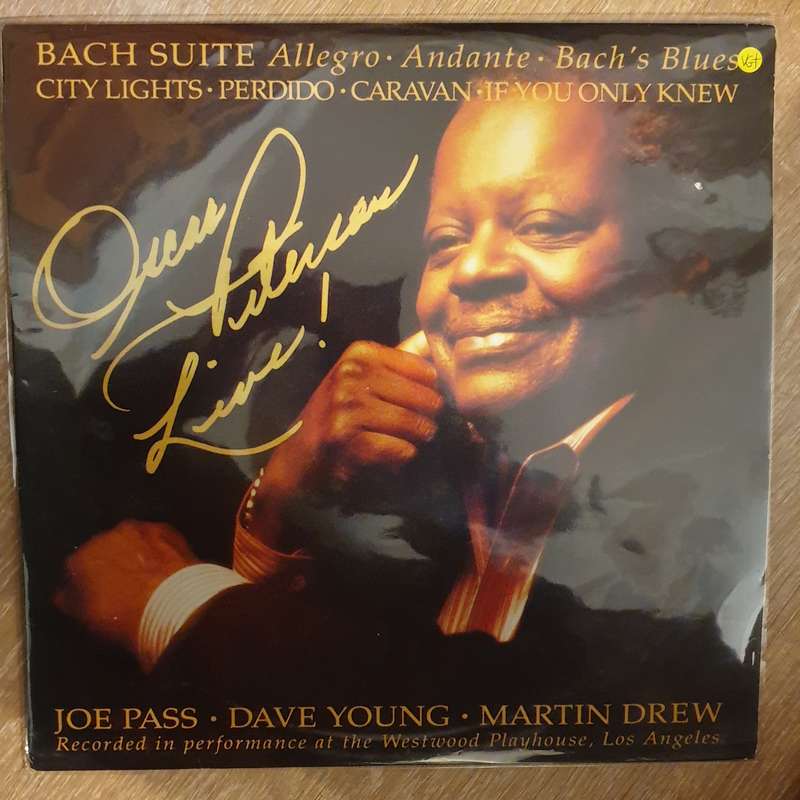 BACH SUITE Allegro · Andante · Bach's Blues
VG+
CITY LIGHTS · PERDIDO · CARAVAN · IF YOU ONLY KNEW
Oscar Peterson
Live!
JOE PASS · DAVE YOUNG · MARTIN DREW
Recorded in performance at the Westwood Playhouse, Los Angeles